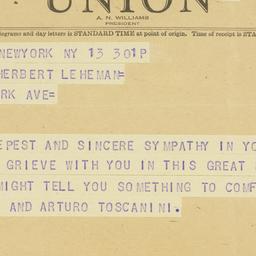 UNION
A. N. WILLIAMS
PRESIDENT
grams and day letters is STANDARD TIME at point of origin. Time of receipt is STA
NEWYORK NY 13 301P
HERBERT LEHEMAN=
RK AVE=
EPEST AND SINCERE SYMPATHY IN YO
GRIEVE WITH YOU IN THIS GREAT
MIGHT TELL YOU SOMETHING TO COMF
AND ARTURO TOSCANINI.